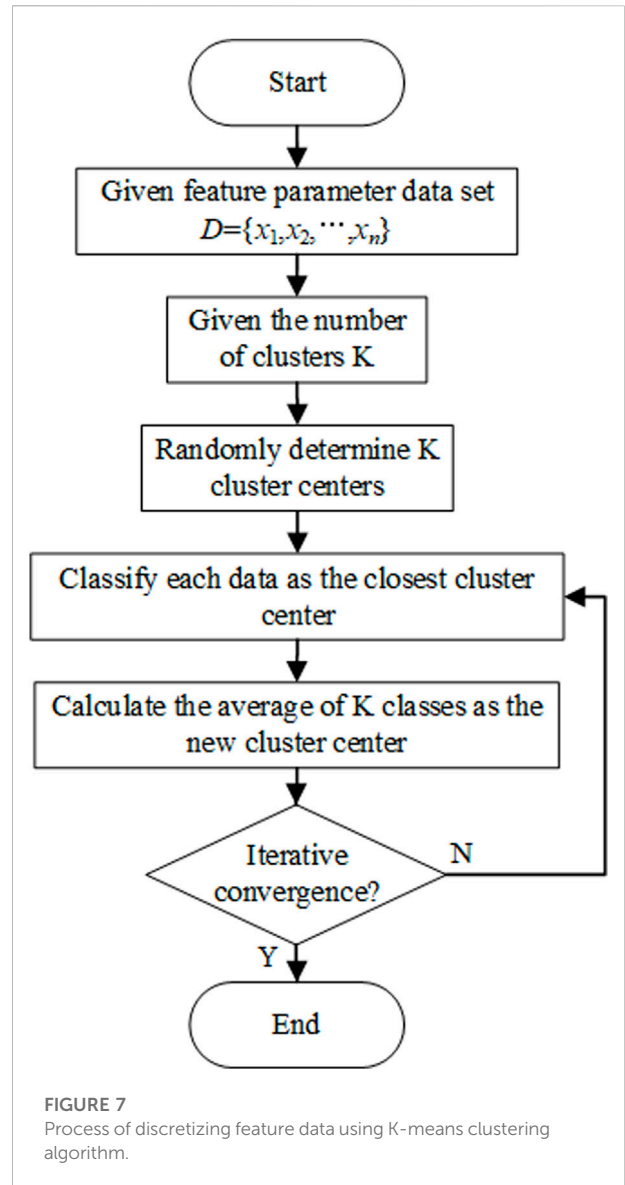 Start
Given feature parameter data set
D={x1,x2,⋯,xn}
Given the number
of clusters K
Randomly determine K
cluster centers
Classify each data as the closest cluster
center
Calculate the average of K classes as the
new cluster center
Iterative
convergence?
N
Y
End
FIGURE 7
Process of discretizing feature data using K-means clustering
algorithm.